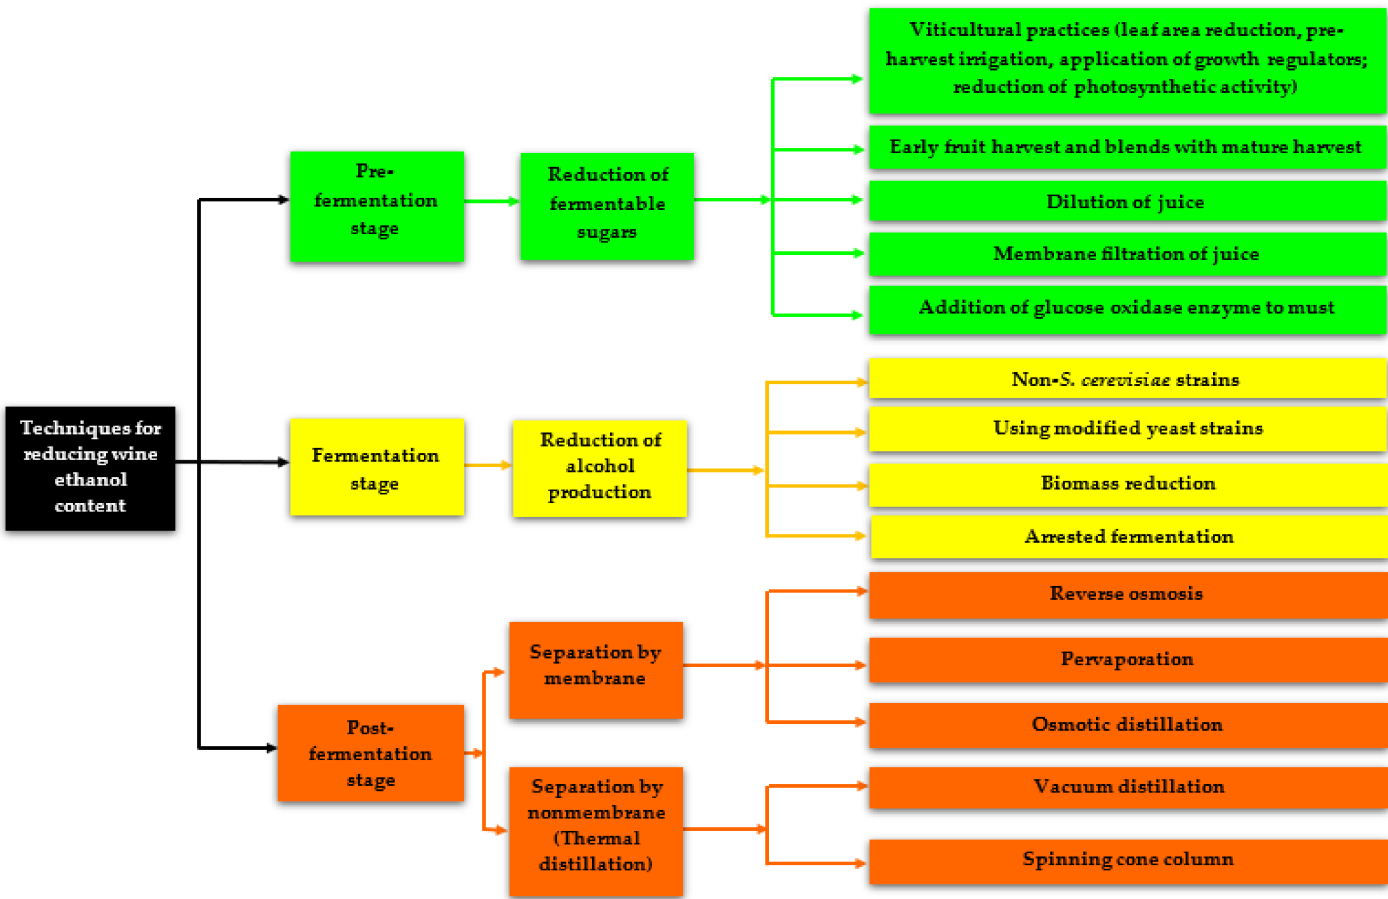 Techniques for
reducing wine
ethanol
content
Pre-
fermentation
stage
Reduction of
fermentable
sugars
Viticultural practices (leaf area reduction, pre-
harvest irrigation, application of growth regulators;
reduction of photosynthetic activity)
Early fruit harvest and blends with mature harvest
Dilution of juice
Membrane filtration of juice
Addition of glucose oxidase enzyme to must
Fermentation
stage
Reduction of
alcohol
production
Non-S. cerevisiae strains
Using modified yeast strains
Biomass reduction
Arrested fermentation
Post-
fermentation
stage
Separation by
membrane
Reverse osmosis
Pervaporation
Osmotic distillation
Separation by
nonmembrane
(Thermal
distillation)
Vacuum distillation
Spinning cone column